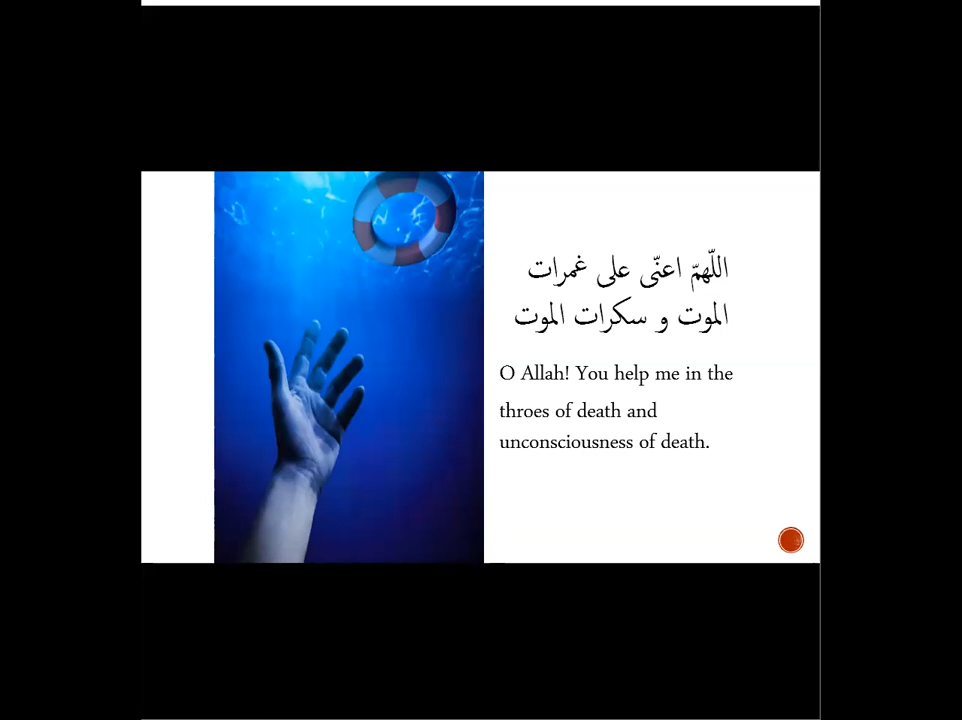 اللّهمّ اعنّى على غمرات
الموت و سكرات الموت
O Allah! You help me in the
throes of death and
unconsciousness of death.